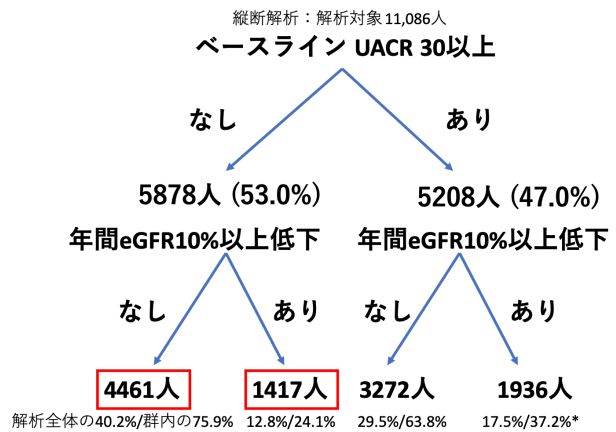 縦断解析：解析対象 11,086人
ベースライン UACR 30以上
なし あり
5878人 (53.0%) 5208人 (47.0%)
年間eGFR10%以上低下 年間eGFR10%以上低下
なし あり なし あり
4461人 1417人 3272人 1936人
解析全体の40.2%/群内の75.9% 12.8%/24.1% 29.5%/63.8% 17.5%/37.2%*